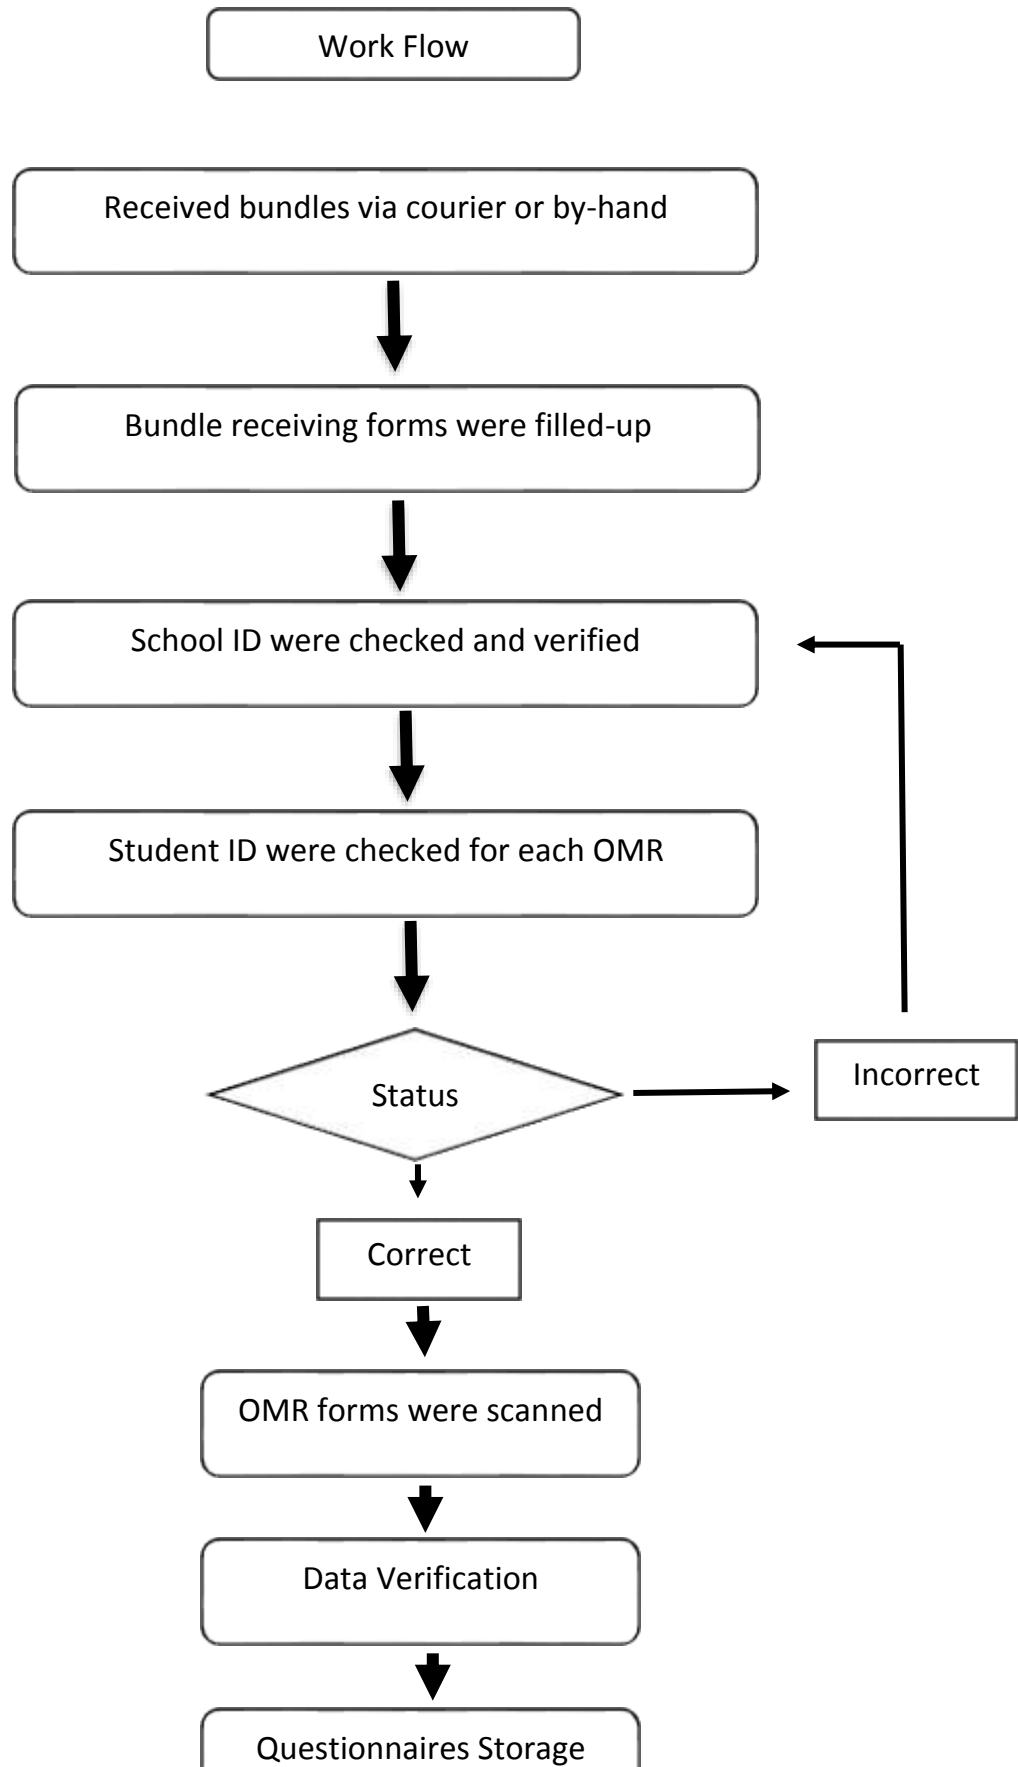 Work Flow
Received bundles via courier or by-hand
Bundle receiving forms were filled-up
School ID were checked and verified
Student ID were checked for each OMR
Status
Incorrect
Correct
OMR forms were scanned
Data Verification
Questionnaires Storage